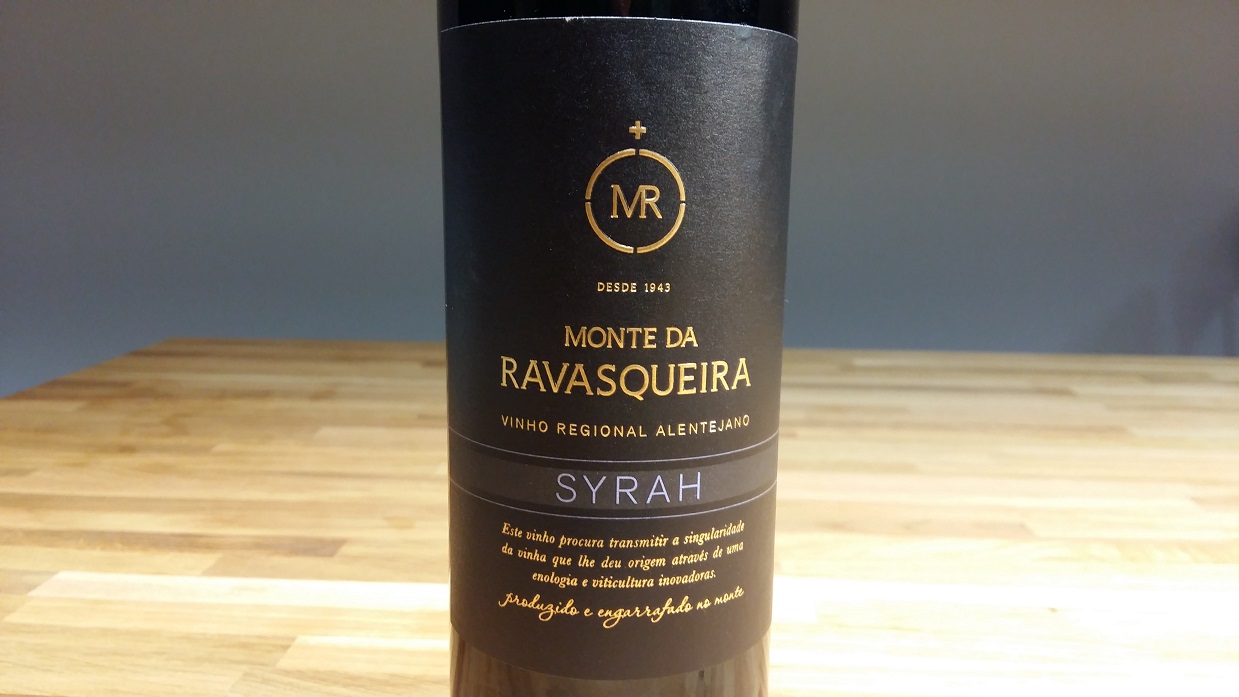 MR
DESDE 1943
MONTE DA
RAVASQUEIRA
VINHO REGIONAL ALENTEJANO
SYRAH
Este vinho procura transmitir a singularidade
da vinha que lhe deu origem através de uma
enologia e viticultura inovadoras.
produzido e engarrafado no monte